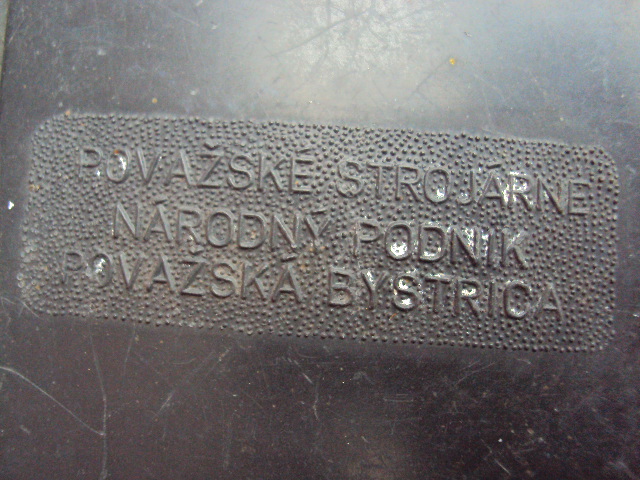 POVAŽSKÉ STROJÁRNE
NÁRODNÝ PODNIK
POVAŽSKÁ BYSTRICA